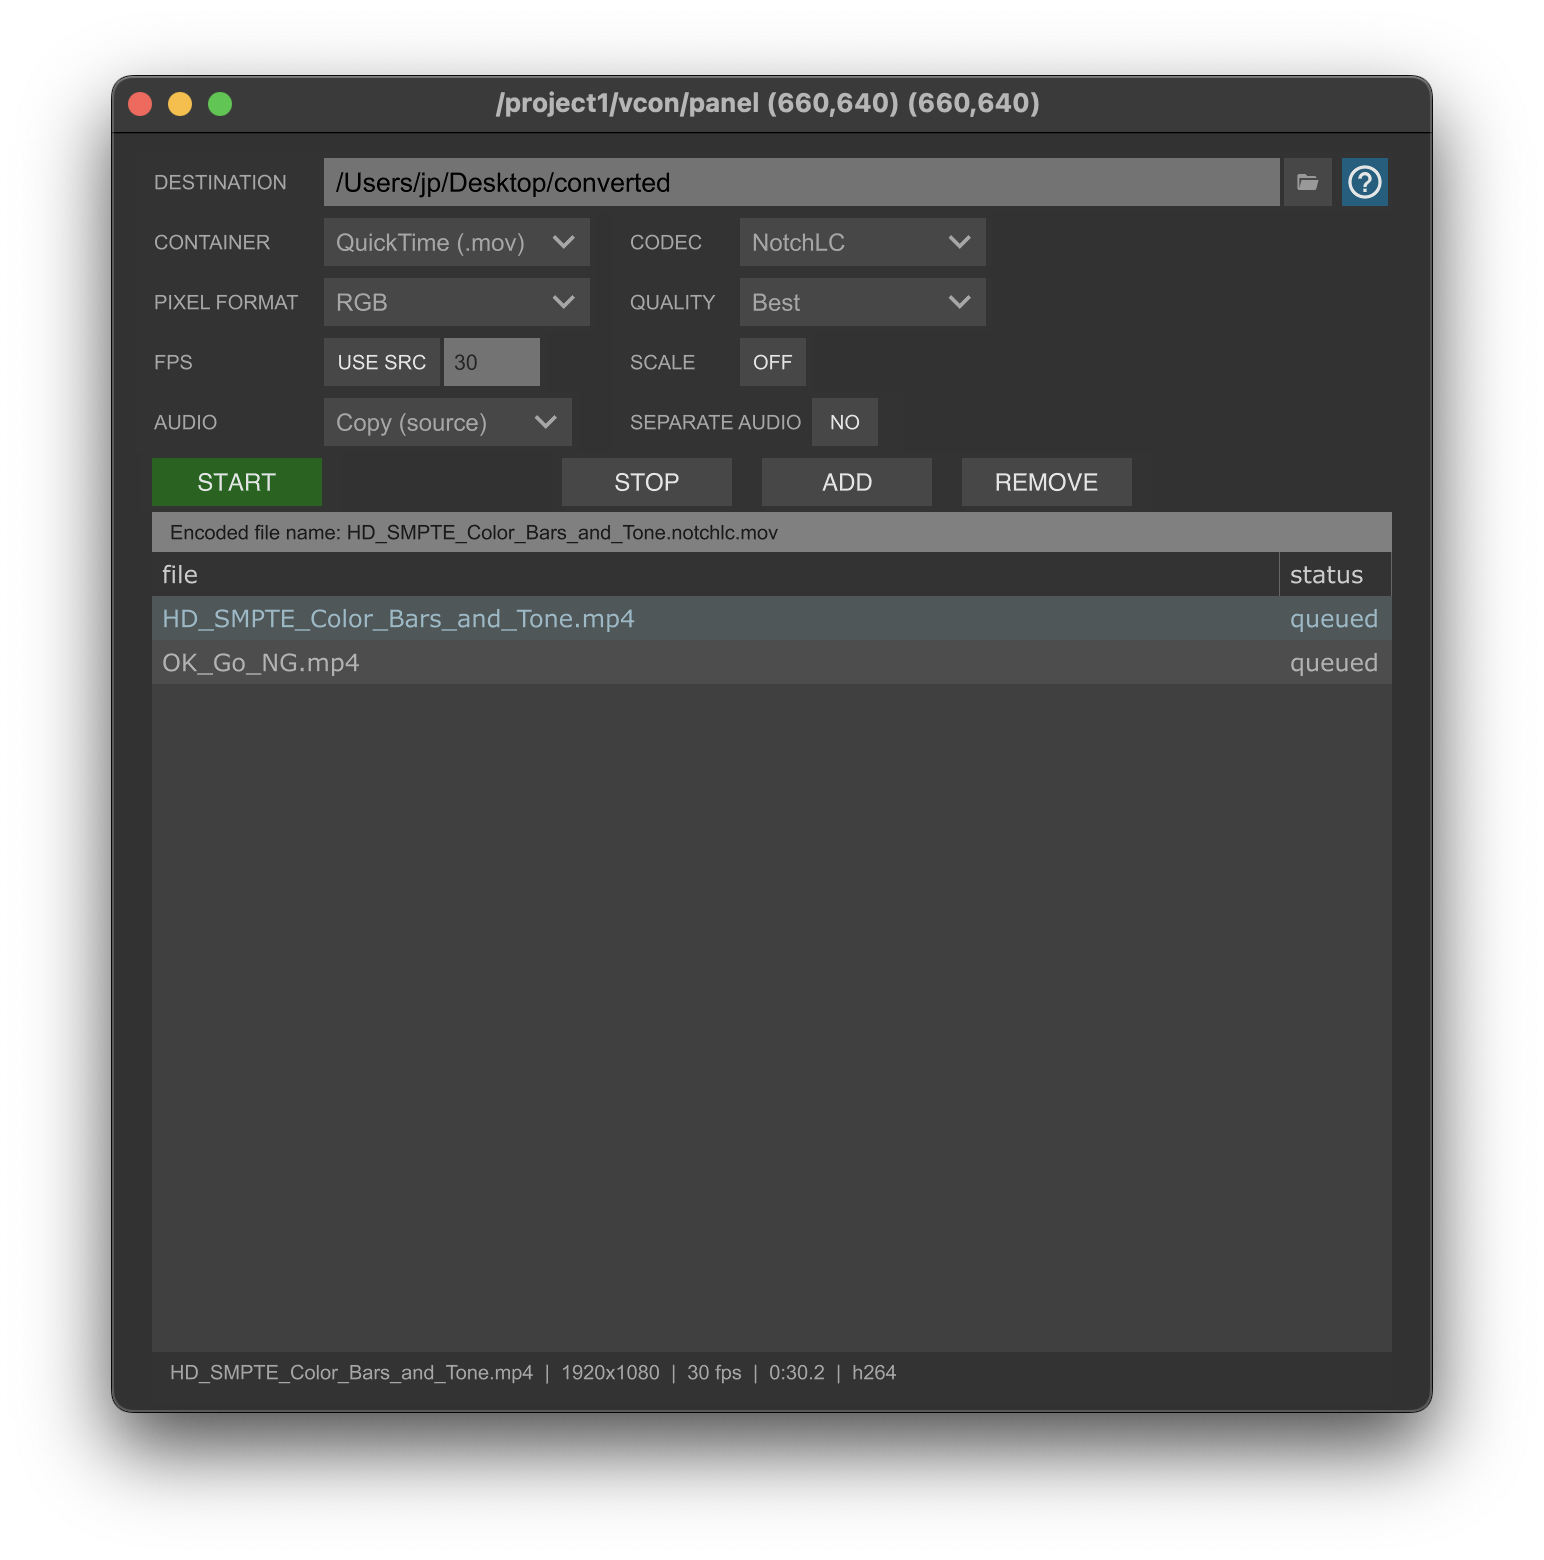 /project1/vcon/panel (660,640) (660,640)
DESTINATION /Users/jp/Desktop/converted
CONTAINER QuickTime (.mov) CODEC NotchLC
PIXEL FORMAT RGB QUALITY Best
FPS USE SRC 30 SCALE OFF
AUDIO Copy (source) SEPARATE AUDIO NO
START STOP ADD REMOVE
Encoded file name: HD_SMPTE_Color_Bars_and_Tone.notchlc.mov
file status
HD_SMPTE_Color_Bars_and_Tone.mp4 queued
OK_Go_NG.mp4 queued
HD_SMPTE_Color_Bars_and_Tone.mp4 | 1920x1080 | 30 fps | 0:30.2 | h264